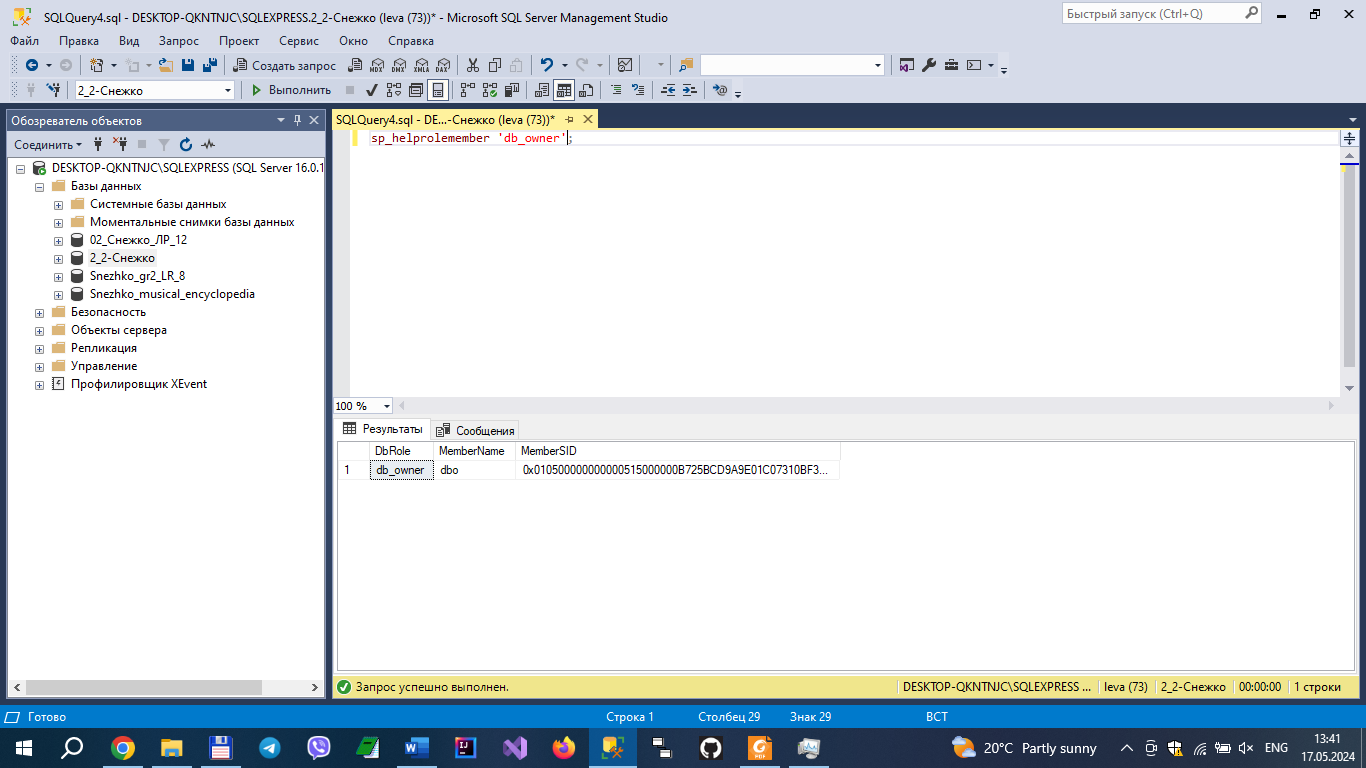 SQLQuery4.sql - DESKTOP-QKNTNJC\SQLEXPRESS.2_2-Снежко (leva (73))* - Microsoft SQL Server Management Studio
Быстрый запуск (Ctrl+Q)
Файл Правка Вид Запрос Проект Сервис Окно Справка
Создать запрос MDX DMX XMLA DAX
2_2-Снежко Выполнить
Обозреватель объектов
SQLQuery4.sql - DE...-Снежко (leva (73))*
Соединить
sp_helprolemember 'db_owner';
DESKTOP-QKNTNJC\SQLEXPRESS (SQL Server 16.0.1
Базы данных
Системные базы данных
Моментальные снимки базы данных
02_Снежко_ЛР_12
2_2-Снежко
Snezhko_gr2_LR_8
Snezhko_musical_encyclopedia
Безопасность
Объекты сервера
Репликация
Управление
Профилировщик XEvent
100 %
Результаты Сообщения
DbRole MemberName MemberSID
1 db_owner dbo 0x010500000000000515000000B725BCD9A9E01C07310BF3...
Запрос успешно выполнен. DESKTOP-QKNTNJC\SQLEXPRESS ... leva (73) 2_2-Снежко 00:00:00 1 строки
Готово Строка 1 Столбец 29 Знак 29 ВСТ
20°C Partly sunny ENG 13:41
17.05.2024